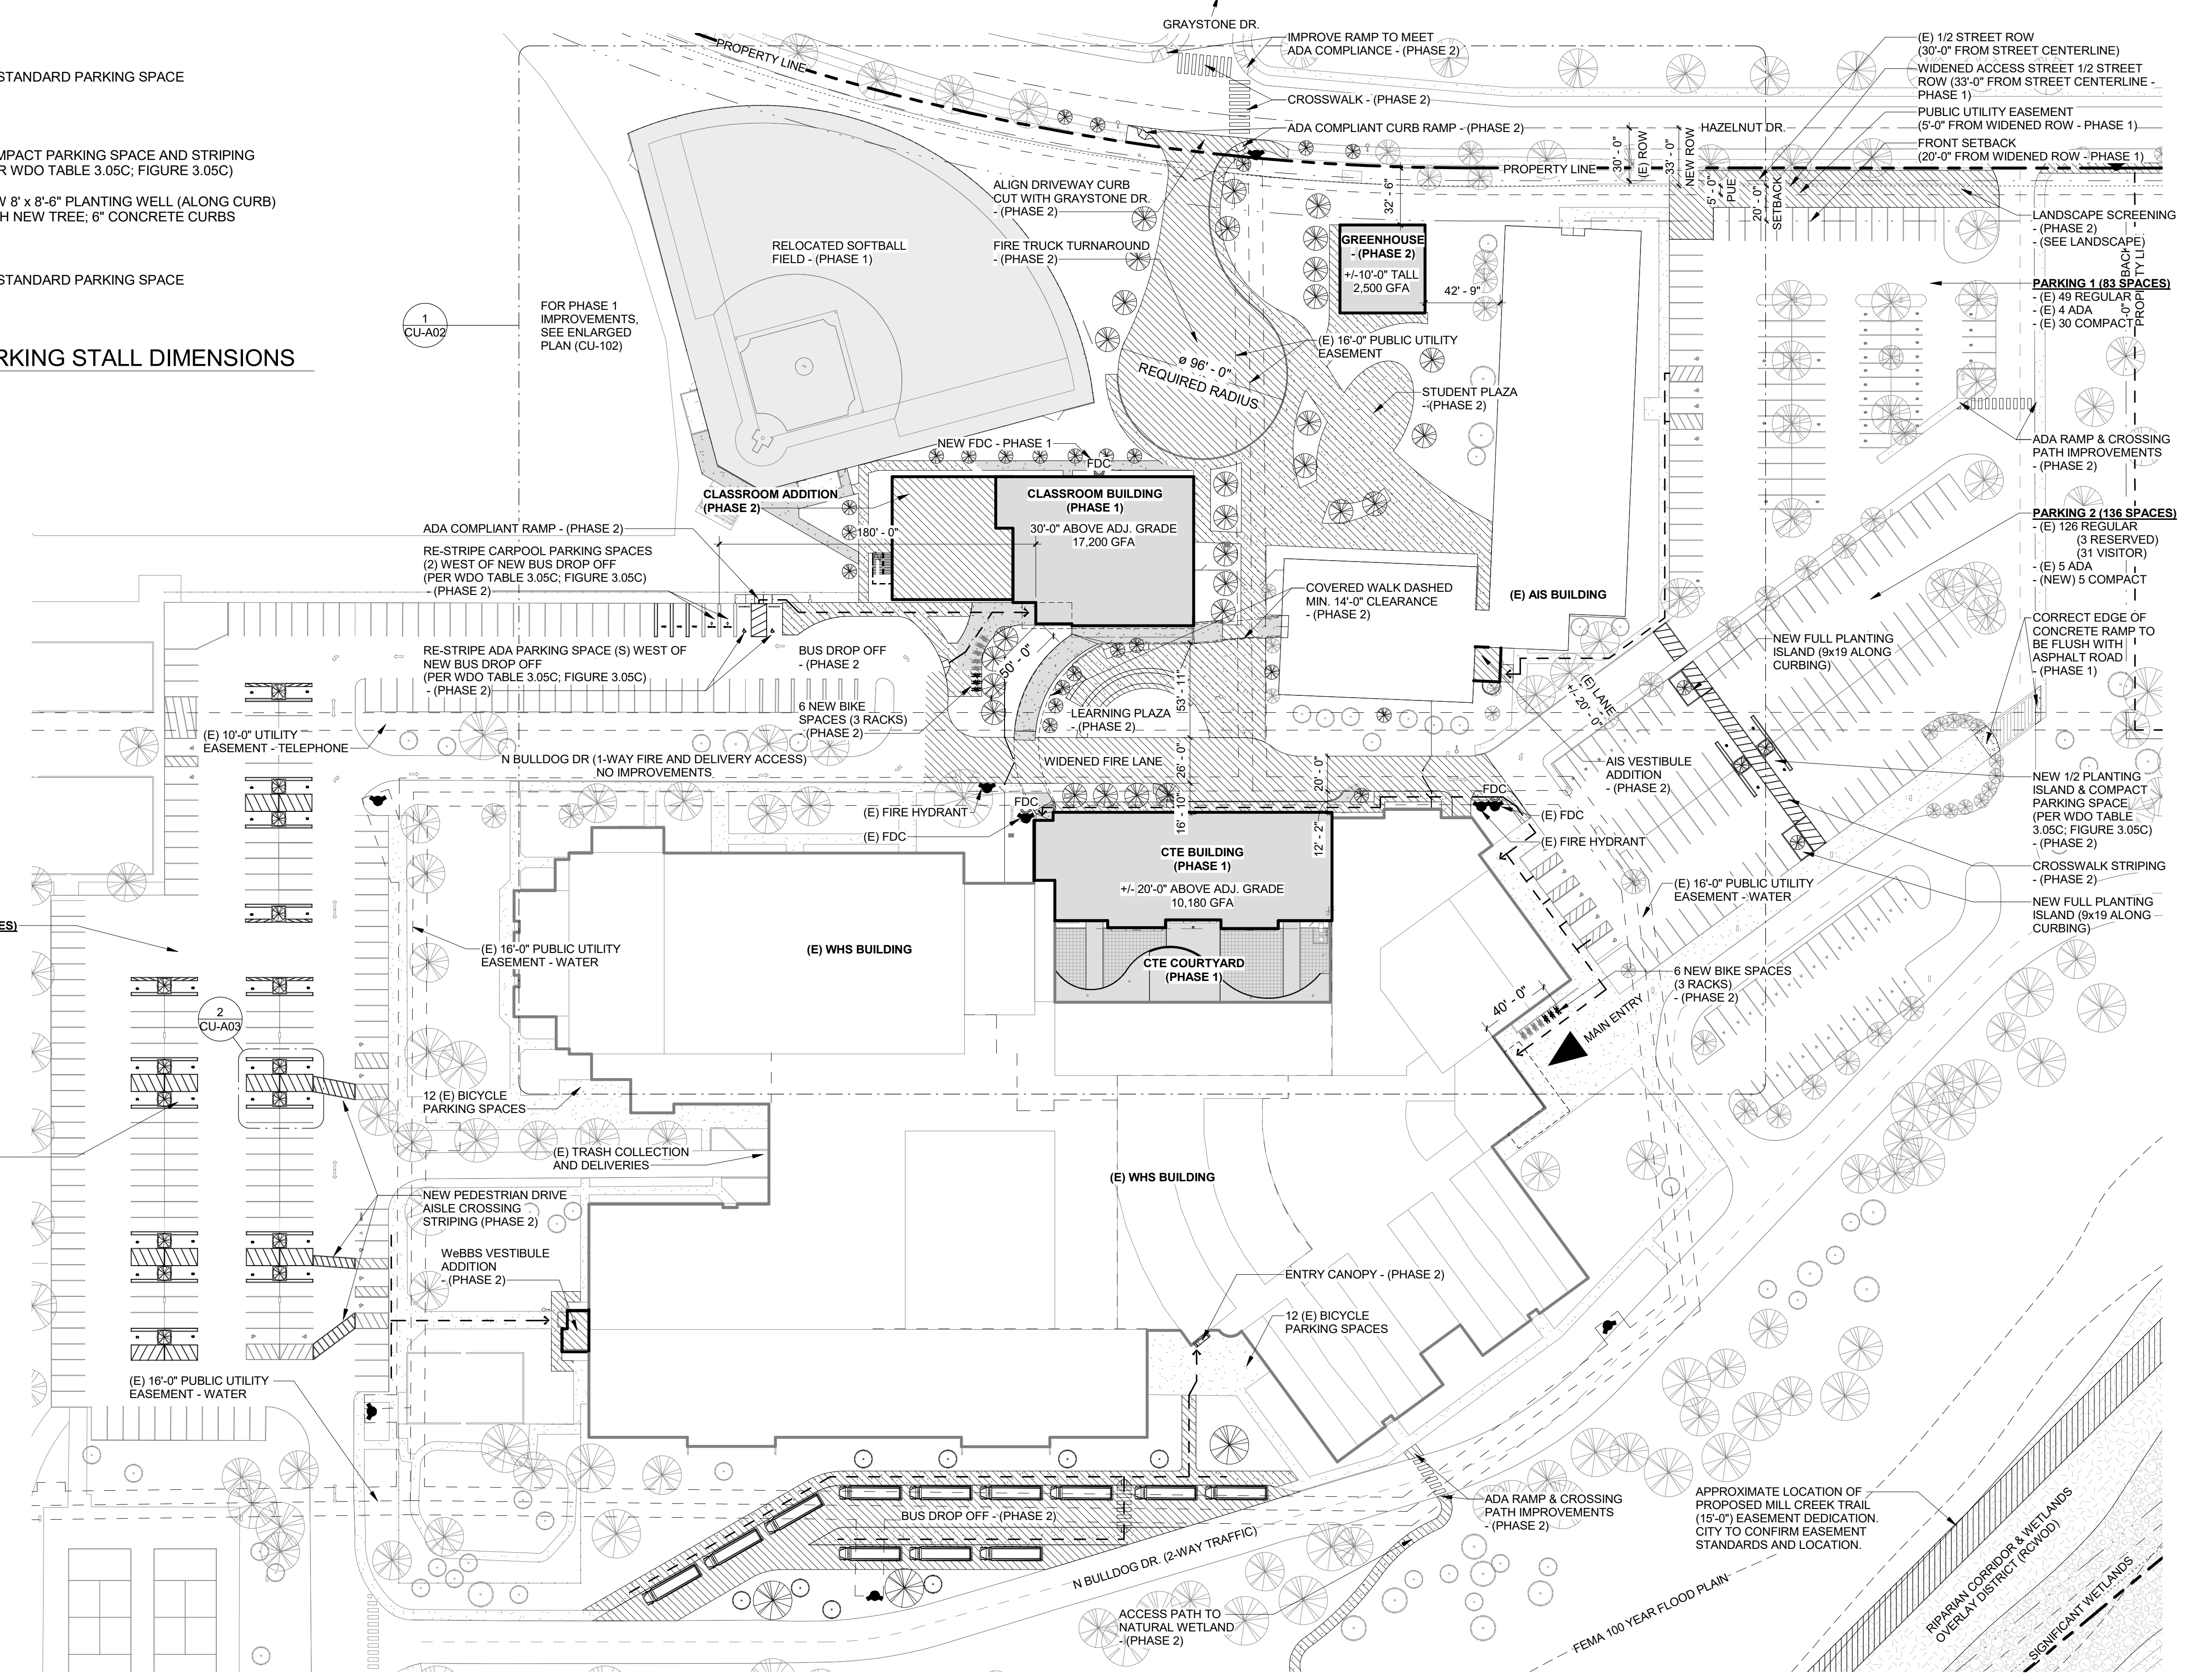 GRAYSTONE DR.
IMPROVE RAMP TO MEET
ADA COMPLIANCE - (PHASE 2)
(E) 1/2 STREET ROW
(30'-0" FROM STREET CENTERLINE)
WIDENED ACCESS STREET 1/2 STREET
ROW (33'-0" FROM STREET CENTERLINE -
PHASE 1)
PUBLIC UTILITY EASEMENT
(5'-0" FROM WIDENED ROW - PHASE 1)
FRONT SETBACK
(20'-0" FROM WIDENED ROW - PHASE 1)
PROPERTY LINE
STANDARD PARKING SPACE
CROSSWALK - (PHASE 2)
ADA COMPLIANT CURB RAMP - (PHASE 2)
HAZELNUT DR.
PROPERTY LINE
30' - 0"
(E) ROW
33' - 0"
NEW ROW
5' - 0"
PUE
20' - 0"
SETBACK
MPACT PARKING SPACE AND STRIPING
R WDO TABLE 3.05C; FIGURE 3.05C)
W 8' x 8'-6" PLANTING WELL (ALONG CURB)
H NEW TREE; 6" CONCRETE CURBS
STANDARD PARKING SPACE
RKING STALL DIMENSIONS
1
CU-A02
FOR PHASE 1
IMPROVEMENTS,
SEE ENLARGED
PLAN (CU-102)
RELOCATED SOFTBALL
FIELD - (PHASE 1)
ALIGN DRIVEWAY CURB
CUT WITH GRAYSTONE DR.
- (PHASE 2)
FIRE TRUCK TURNAROUND
- (PHASE 2)
32' - 6"
GREENHOUSE
- (PHASE 2)
+/-10'-0" TALL
2,500 GFA
42' - 9"
(E) 16'-0" PUBLIC UTILITY
EASEMENT
ø 96' - 0"
REQUIRED RADIUS
STUDENT PLAZA
- (PHASE 2)
LANDSCAPE SCREENING
- (PHASE 2)
- (SEE LANDSCAPE)
PARKING 1 (83 SPACES)
- (E) 49 REGULAR
- (E) 4 ADA
- (E) 30 COMPACT
ADA RAMP & CROSSING
PATH IMPROVEMENTS
- (PHASE 2)
PARKING 2 (136 SPACES)
- (E) 126 REGULAR
(3 RESERVED)
(31 VISITOR)
- (E) 5 ADA
- (NEW) 5 COMPACT
NEW FDC - PHASE 1
FDC
CLASSROOM ADDITION
(PHASE 2)
CLASSROOM BUILDING
(PHASE 1)
30'-0" ABOVE ADJ. GRADE
17,200 GFA
180' - 0"
ADA COMPLIANT RAMP - (PHASE 2)
RE-STRIPE CARPOOL PARKING SPACES
(2) WEST OF NEW BUS DROP OFF
(PER WDO TABLE 3.05C; FIGURE 3.05C)
- (PHASE 2)
COVERED WALK DASHED
MIN. 14'-0" CLEARANCE
- (PHASE 2)
(E) AIS BUILDING
CORRECT EDGE OF
CONCRETE RAMP TO
BE FLUSH WITH
ASPHALT ROAD
- (PHASE 1)
NEW FULL PLANTING
ISLAND (9x19 ALONG
CURBING)
RE-STRIPE ADA PARKING SPACE (S) WEST OF
NEW BUS DROP OFF
(PER WDO TABLE 3.05C; FIGURE 3.05C)
- (PHASE 2)
BUS DROP OFF
- (PHASE 2
50' - 0"
53' - 11"
(E) LANE
+/- 20' - 0"
6 NEW BIKE
SPACES (3 RACKS)
- (PHASE 2)
LEARNING PLAZA
- (PHASE 2)
(E) 10'-0" UTILITY
EASEMENT - TELEPHONE
N BULLDOG DR (1-WAY FIRE AND DELIVERY ACCESS)
NO IMPROVEMENTS
WIDENED FIRE LANE
26' - 0"
20' - 0"
AIS VESTIBULE
ADDITION
- (PHASE 2)
NEW 1/2 PLANTING
ISLAND & COMPACT
PARKING SPACE
(PER WDO TABLE
3.05C; FIGURE 3.05C)
- (PHASE 2)
(E) FIRE HYDRANT
(E) FDC
FDC
16' - 10"
FDC
(E) FDC
(E) FIRE HYDRANT
12' - 2"
CTE BUILDING
(PHASE 1)
+/- 20'-0" ABOVE ADJ. GRADE
10,180 GFA
CROSSWALK STRIPING
- (PHASE 2)
(E) 16'-0" PUBLIC UTILITY
EASEMENT - WATER
NEW FULL PLANTING
ISLAND (9x19 ALONG
CURBING)
ES)
(E) 16'-0" PUBLIC UTILITY
EASEMENT - WATER
(E) WHS BUILDING
CTE COURTYARD
(PHASE 1)
6 NEW BIKE SPACES
(3 RACKS)
- (PHASE 2)
40' - 0"
MAIN ENTRY
2
CU-A03
12 (E) BICYCLE
PARKING SPACES
(E) TRASH COLLECTION
AND DELIVERIES
(E) WHS BUILDING
NEW PEDESTRIAN DRIVE
AISLE CROSSING
STRIPING (PHASE 2)
WeBBS VESTIBULE
ADDITION
- (PHASE 2)
ENTRY CANOPY - (PHASE 2)
12 (E) BICYCLE
PARKING SPACES
(E) 16'-0" PUBLIC UTILITY
EASEMENT - WATER
BUS DROP OFF - (PHASE 2)
ADA RAMP & CROSSING
PATH IMPROVEMENTS
- (PHASE 2)
N BULLDOG DR. (2-WAY TRAFFIC)
APPROXIMATE LOCATION OF
PROPOSED MILL CREEK TRAIL
(15'-0") EASEMENT DEDICATION.
CITY TO CONFIRM EASEMENT
STANDARDS AND LOCATION.
ACCESS PATH TO
NATURAL WETLAND
- (PHASE 2)
FEMA 100 YEAR FLOOD PLAIN
RIPARIAN CORRIDOR & WETLANDS
OVERLAY DISTRICT (RCWOD)
SIGNIFICANT WETLANDS